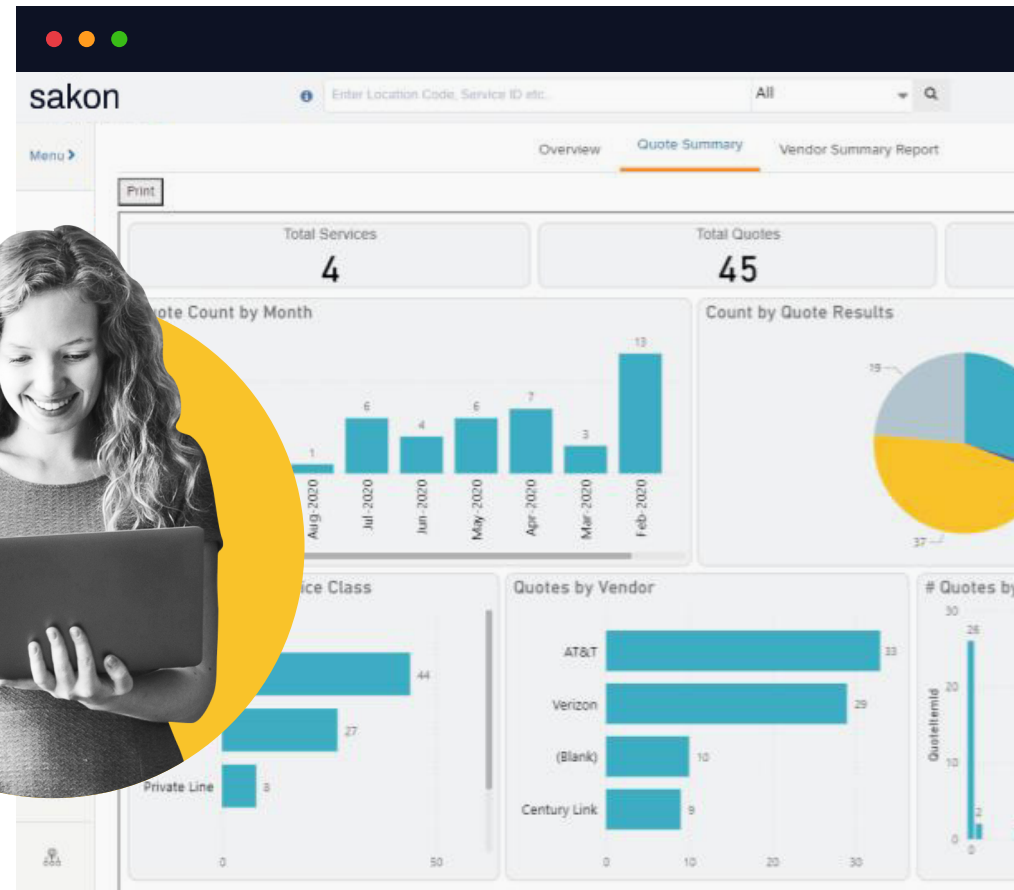 sakon
Enter Location Code, Service ID etc.
All
Menu
Overview
Quote Summary
Vendor Summary Report
Print
Total Services
4
Total Quotes
45
ote Count by Month
13
6
4
6
7
3
1
Aug-2020
Jul-2020
Jun-2020
May-2020
Apr-2020
Mar-2020
Feb-2020
Count by Quote Results
19
37
ice Class
44
27
Private Line
8
0
50
Quotes by Vendor
AT&T
33
Verizon
29
(Blank)
10
Century Link
9
0
10
20
30
# Quotes by
30
26
20
QuoteItemId
10
2
0
0